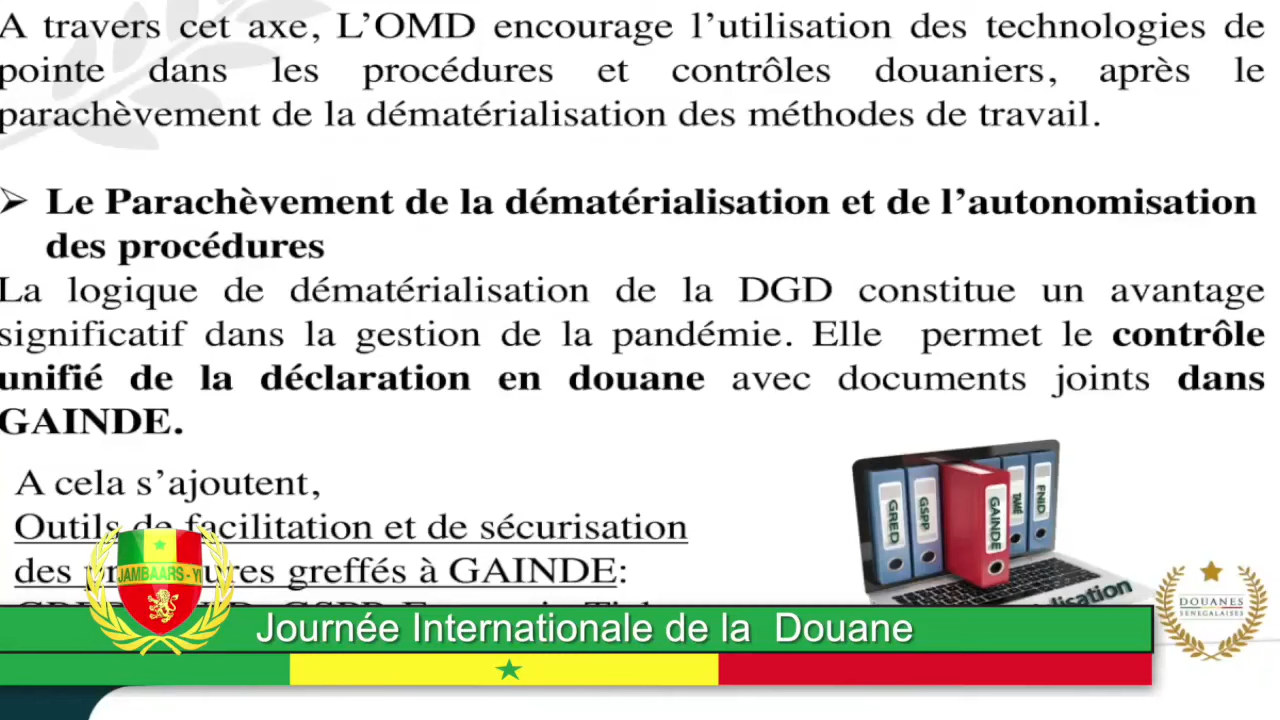 A travers cet axe, L’OMD encourage l’utilisation des technologies de
pointe dans les procédures et contrôles douaniers, après le
parachèvement de la dématérialisation des méthodes de travail.
➢ Le Parachèvement de la dématérialisation et de l’autonomisation
des procédures
La logique de dématérialisation de la DGD constitue un avantage
significatif dans la gestion de la pandémie. Elle permet le contrôle
unifié de la déclaration en douane avec documents joints dans
GAINDE.
A cela s’ajoutent,
Outils de facilitation et de sécurisation
des greffés à GAINDE:
GRED
GSPP
GAINDE
TAME
FNID
JAMBAARS - YI
DOUANES
SENEGALAISES
Journée Internationale de la Douane